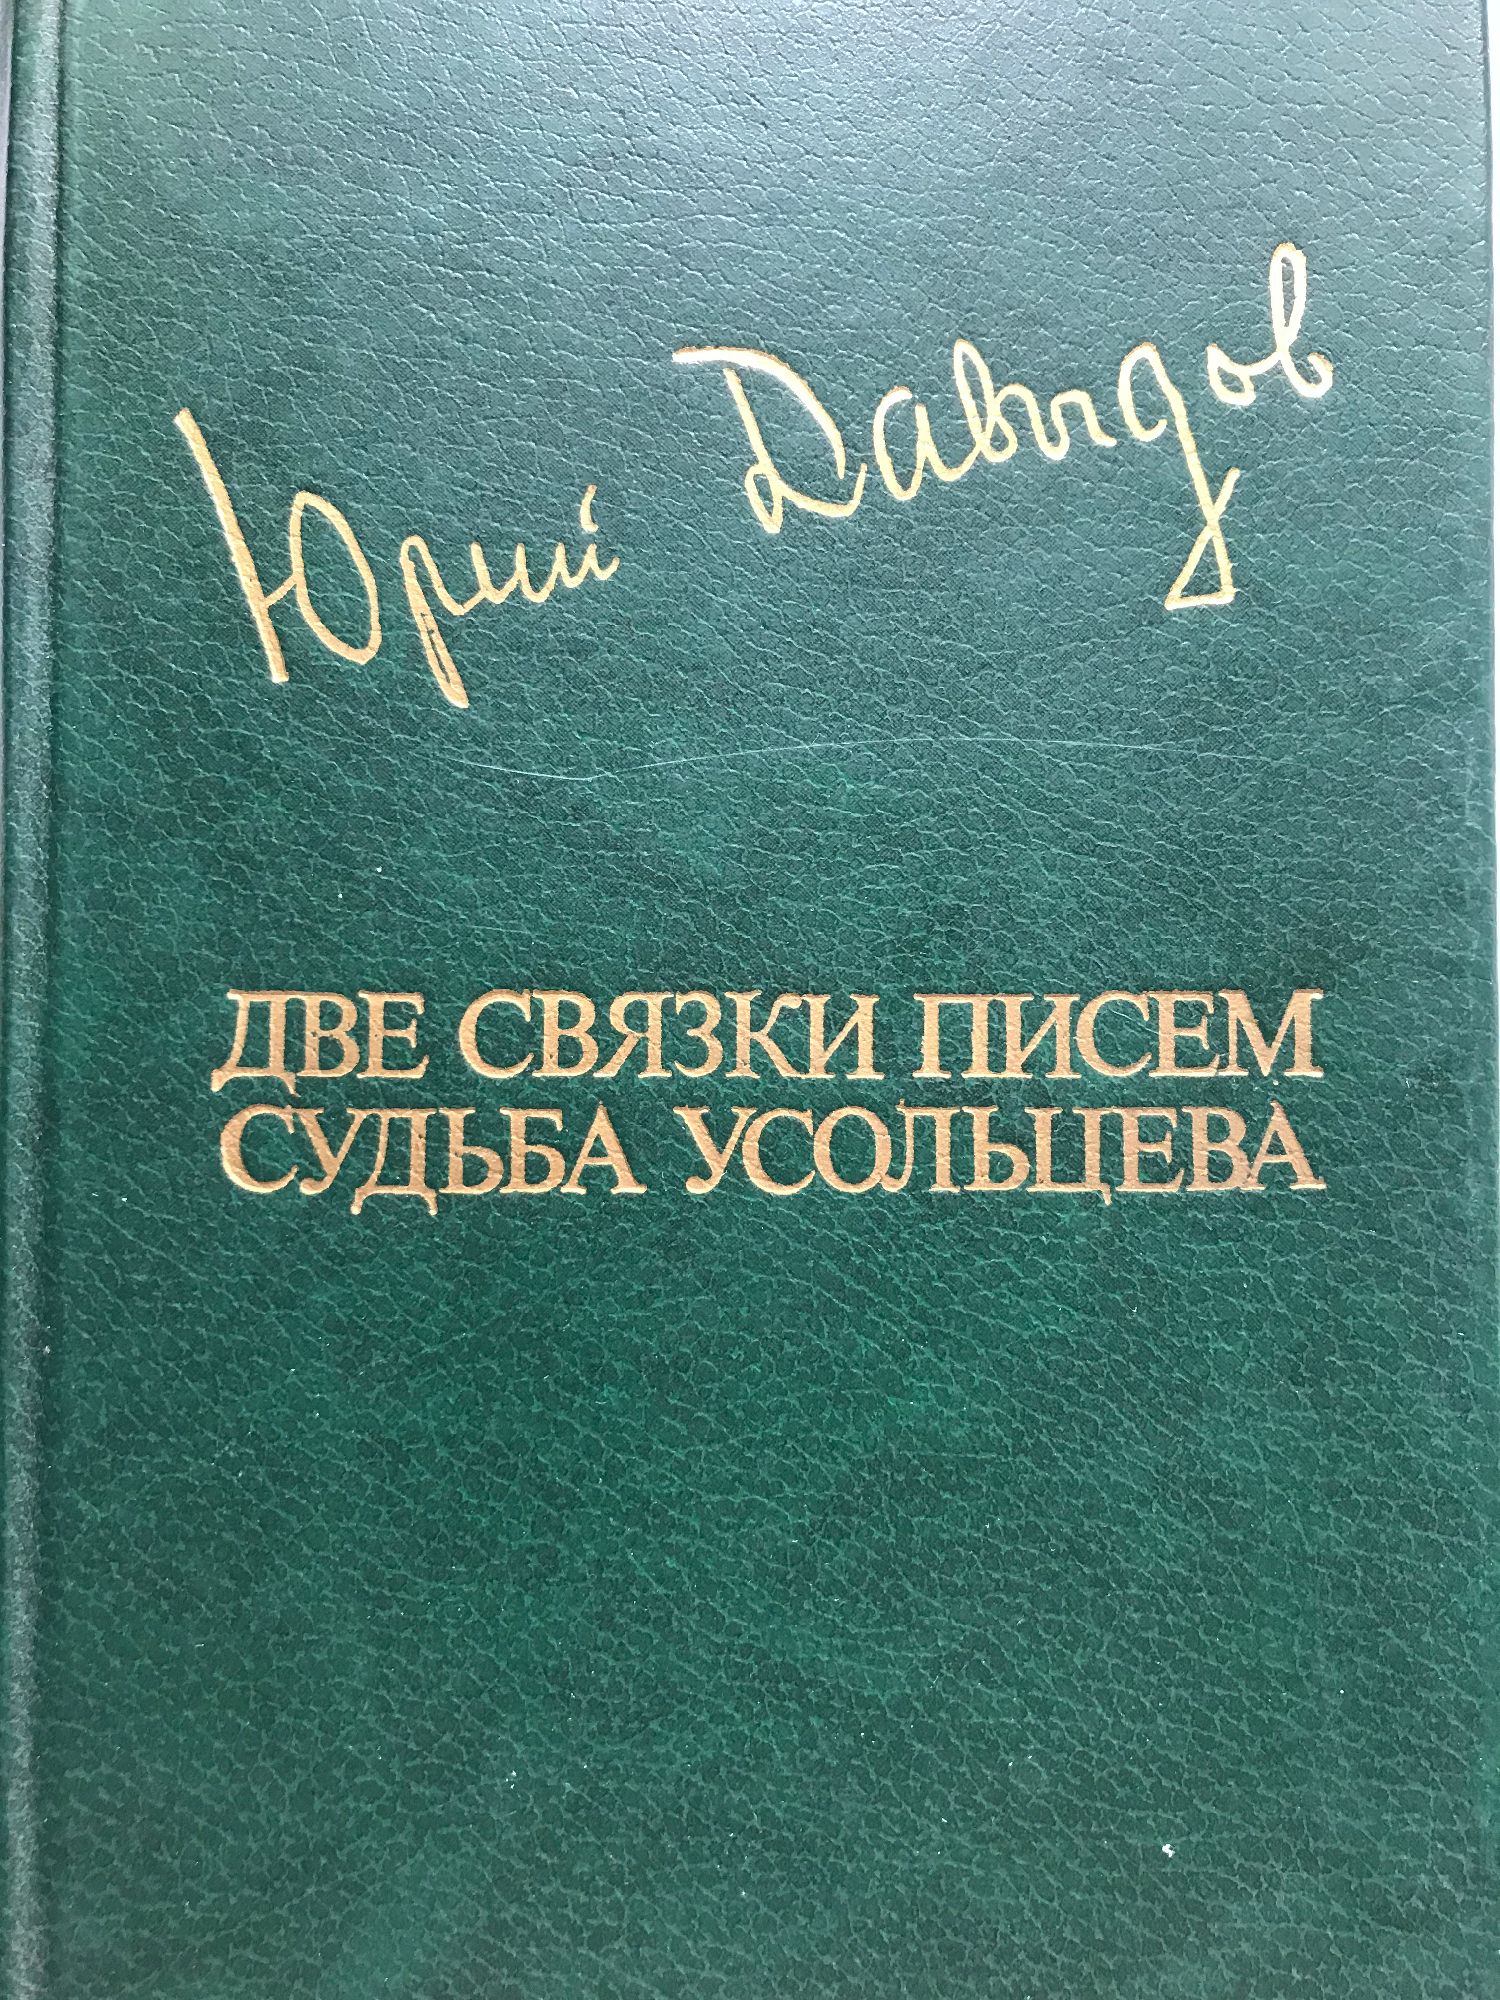 Юрий Давыдов
ДВЕ СВЯЗКИ ПИСЕМ
СУДЬБА УСОЛЬЦЕВА